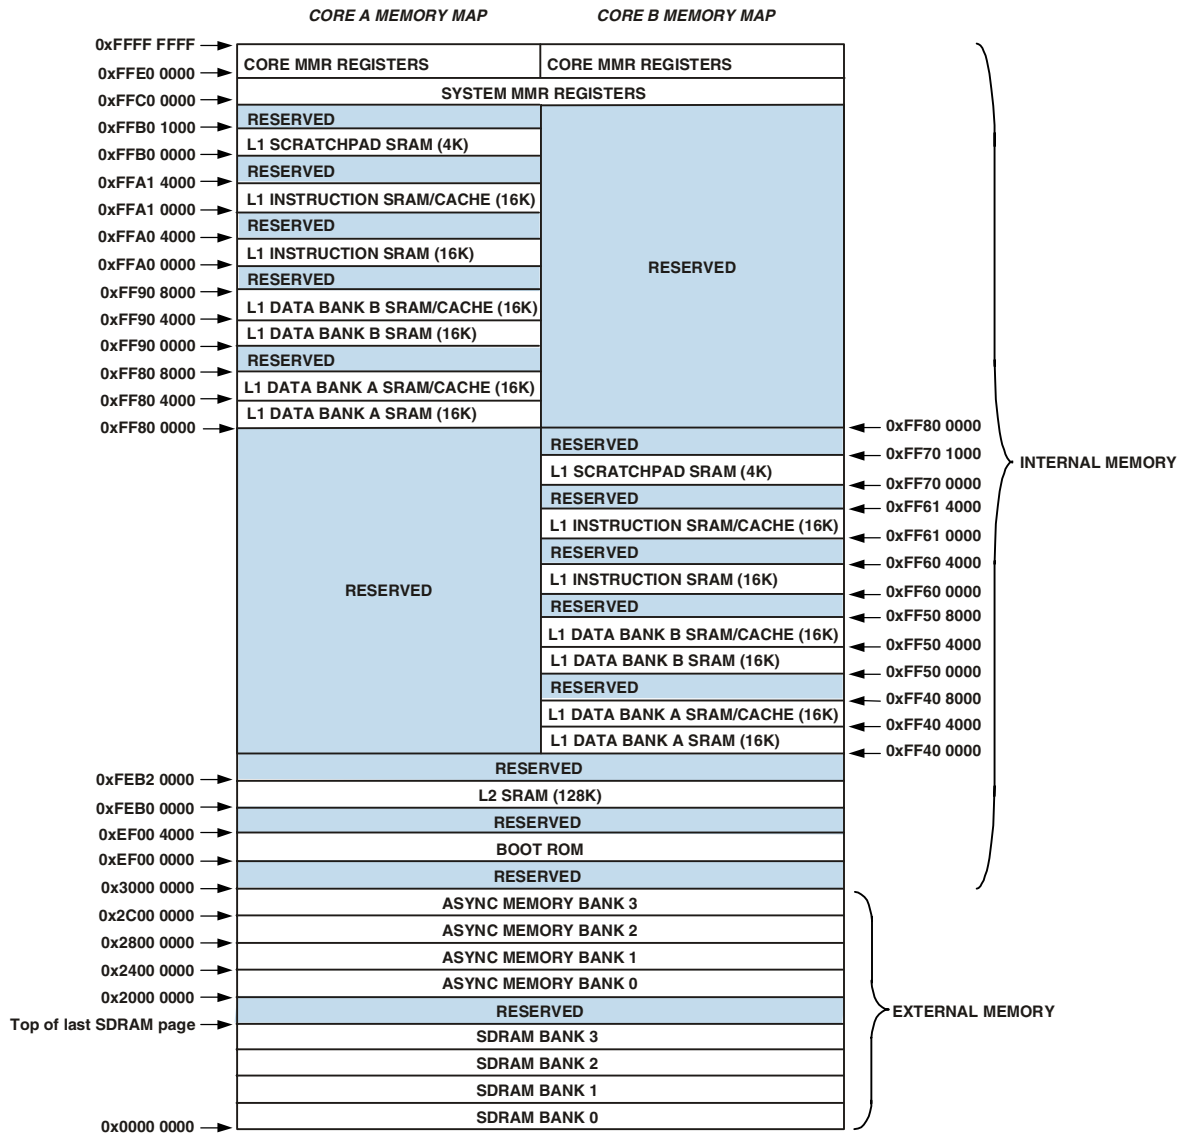 CORE A MEMORY MAP
CORE B MEMORY MAP
0xFFFF FFFF
CORE MMR REGISTERS
CORE MMR REGISTERS
0xFFE0 0000
SYSTEM MMR REGISTERS
0xFFC0 0000
RESERVED
0xFFB0 1000
L1 SCRATCHPAD SRAM (4K)
0xFFB0 0000
RESERVED
0xFFA1 4000
L1 INSTRUCTION SRAM/CACHE (16K)
0xFFA1 0000
RESERVED
0xFFA0 4000
L1 INSTRUCTION SRAM (16K)
0xFFA0 0000
RESERVED
RESERVED
0xFF90 8000
L1 DATA BANK B SRAM/CACHE (16K)
0xFF90 4000
L1 DATA BANK B SRAM (16K)
0xFF90 0000
RESERVED
0xFF80 8000
L1 DATA BANK A SRAM/CACHE (16K)
0xFF80 4000
L1 DATA BANK A SRAM (16K)
0xFF80 0000
0xFF80 0000
RESERVED
0xFF70 1000
INTERNAL MEMORY
L1 SCRATCHPAD SRAM (4K)
0xFF70 0000
RESERVED
0xFF61 4000
L1 INSTRUCTION SRAM/CACHE (16K)
0xFF61 0000
RESERVED
0xFF60 4000
L1 INSTRUCTION SRAM (16K)
RESERVED
0xFF60 0000
RESERVED
0xFF50 8000
L1 DATA BANK B SRAM/CACHE (16K)
0xFF50 4000
L1 DATA BANK B SRAM (16K)
0xFF50 0000
RESERVED
0xFF40 8000
L1 DATA BANK A SRAM/CACHE (16K)
0xFF40 4000
L1 DATA BANK A SRAM (16K)
0xFF40 0000
RESERVED
0xFEB2 0000
L2 SRAM (128K)
0xFEB0 0000
RESERVED
0xEF00 4000
BOOT ROM
0xEF00 0000
RESERVED
0x3000 0000
ASYNC MEMORY BANK 3
0x2C00 0000
ASYNC MEMORY BANK 2
0x2800 0000
ASYNC MEMORY BANK 1
0x2400 0000
ASYNC MEMORY BANK 0
0x2000 0000
RESERVED
EXTERNAL MEMORY
Top of last SDRAM page
SDRAM BANK 3
SDRAM BANK 2
SDRAM BANK 1
SDRAM BANK 0
0x0000 0000